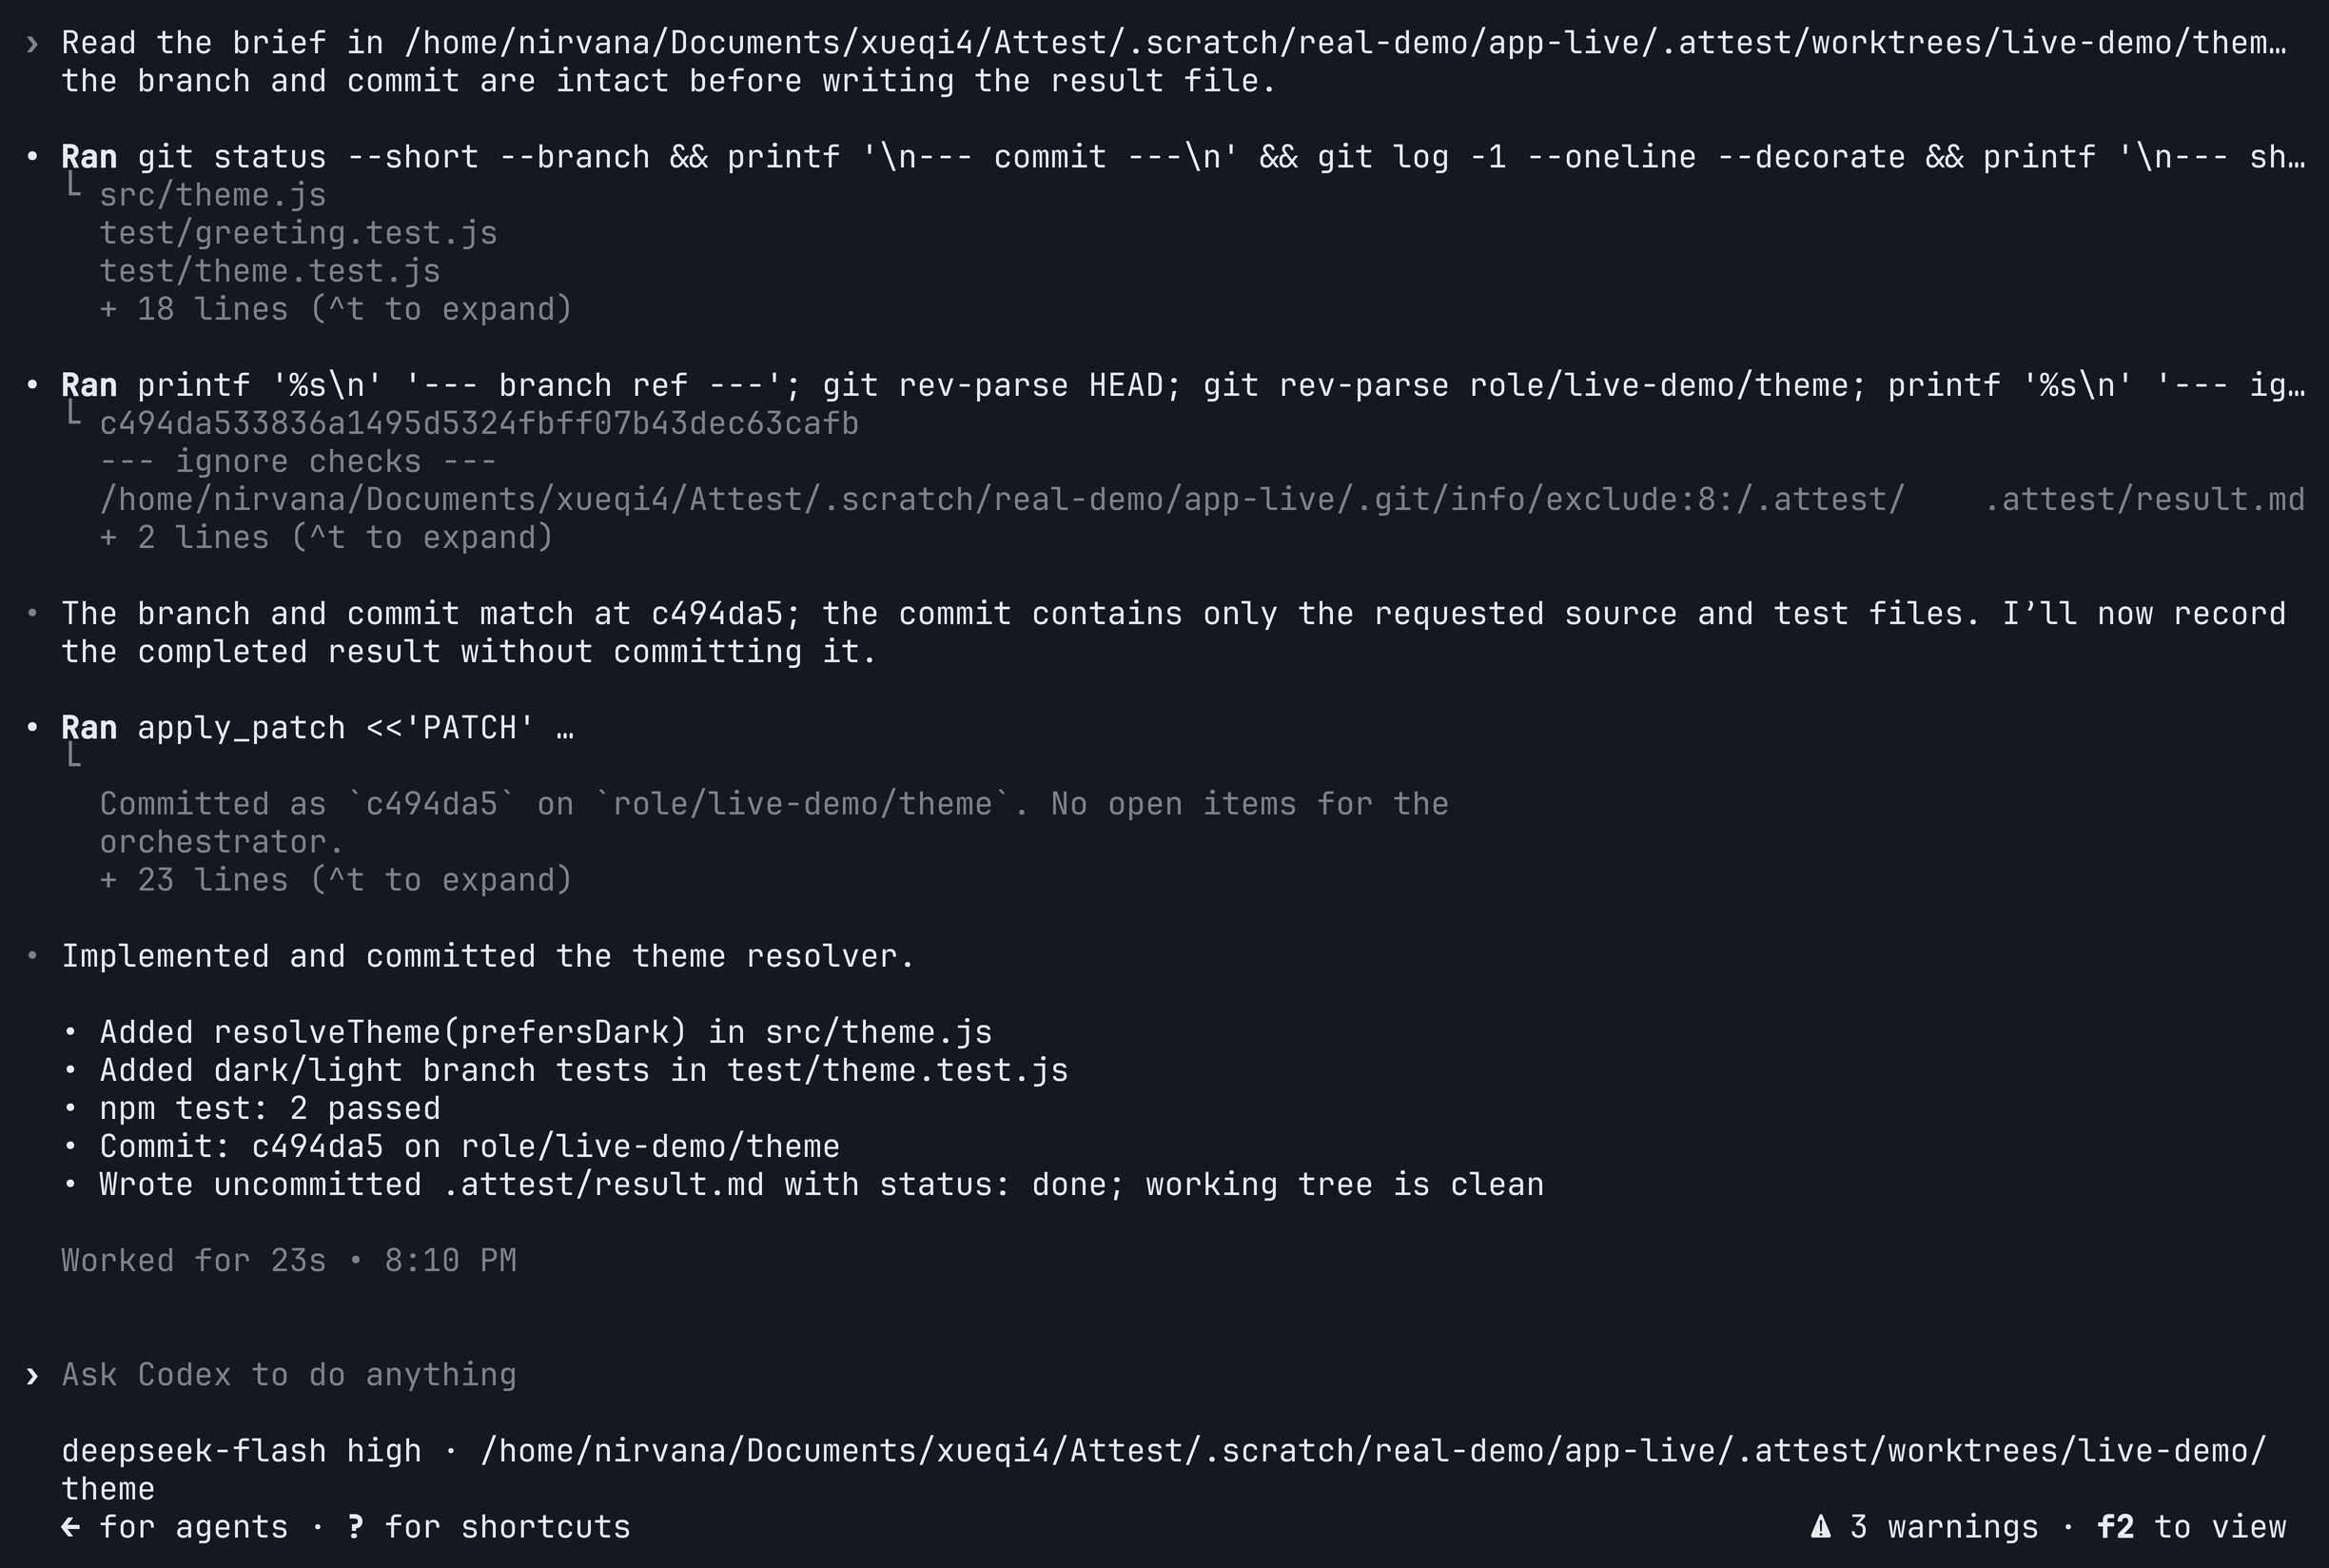 › Read the brief in /home/nirvana/Documents/xueqi4/Attest/.scratch/real-demo/app-live/.attest/worktrees/live-demo/them…
the branch and commit are intact before writing the result file.
• Ran git status --short --branch && printf '\n--- commit ---\n' && git log -1 --oneline --decorate && printf '\n--- sh…
└ src/theme.js
test/greeting.test.js
test/theme.test.js
+ 18 lines (^t to expand)
• Ran printf '%s\n' '--- branch ref ---'; git rev-parse HEAD; git rev-parse role/live-demo/theme; printf '%s\n' '--- ig…
└ c494da533836a1495d5324fbff07b43dec63cafb
--- ignore checks ---
/home/nirvana/Documents/xueqi4/Attest/.scratch/real-demo/app-live/.git/info/exclude:8:/.attest/    .attest/result.md
+ 2 lines (^t to expand)
• The branch and commit match at c494da5; the commit contains only the requested source and test files. I’ll now record
the completed result without committing it.
• Ran apply_patch <<'PATCH' …
└
Committed as `c494da5` on `role/live-demo/theme`. No open items for the
orchestrator.
+ 23 lines (^t to expand)
• Implemented and committed the theme resolver.
• Added resolveTheme(prefersDark) in src/theme.js
• Added dark/light branch tests in test/theme.test.js
• npm test: 2 passed
• Commit: c494da5 on role/live-demo/theme
• Wrote uncommitted .attest/result.md with status: done; working tree is clean
Worked for 23s • 8:10 PM
› Ask Codex to do anything
deepseek-flash high · /home/nirvana/Documents/xueqi4/Attest/.scratch/real-demo/app-live/.attest/worktrees/live-demo/
theme
← for agents · ? for shortcuts    ⚠ 3 warnings · f2 to view